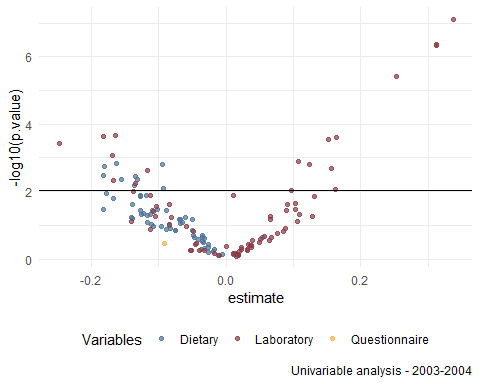 6
4
2
0
-log10(p.value)
-0.2
0.0
0.2
estimate
Variables
Dietary
Laboratory
Questionnaire
Univariable analysis - 2003-2004